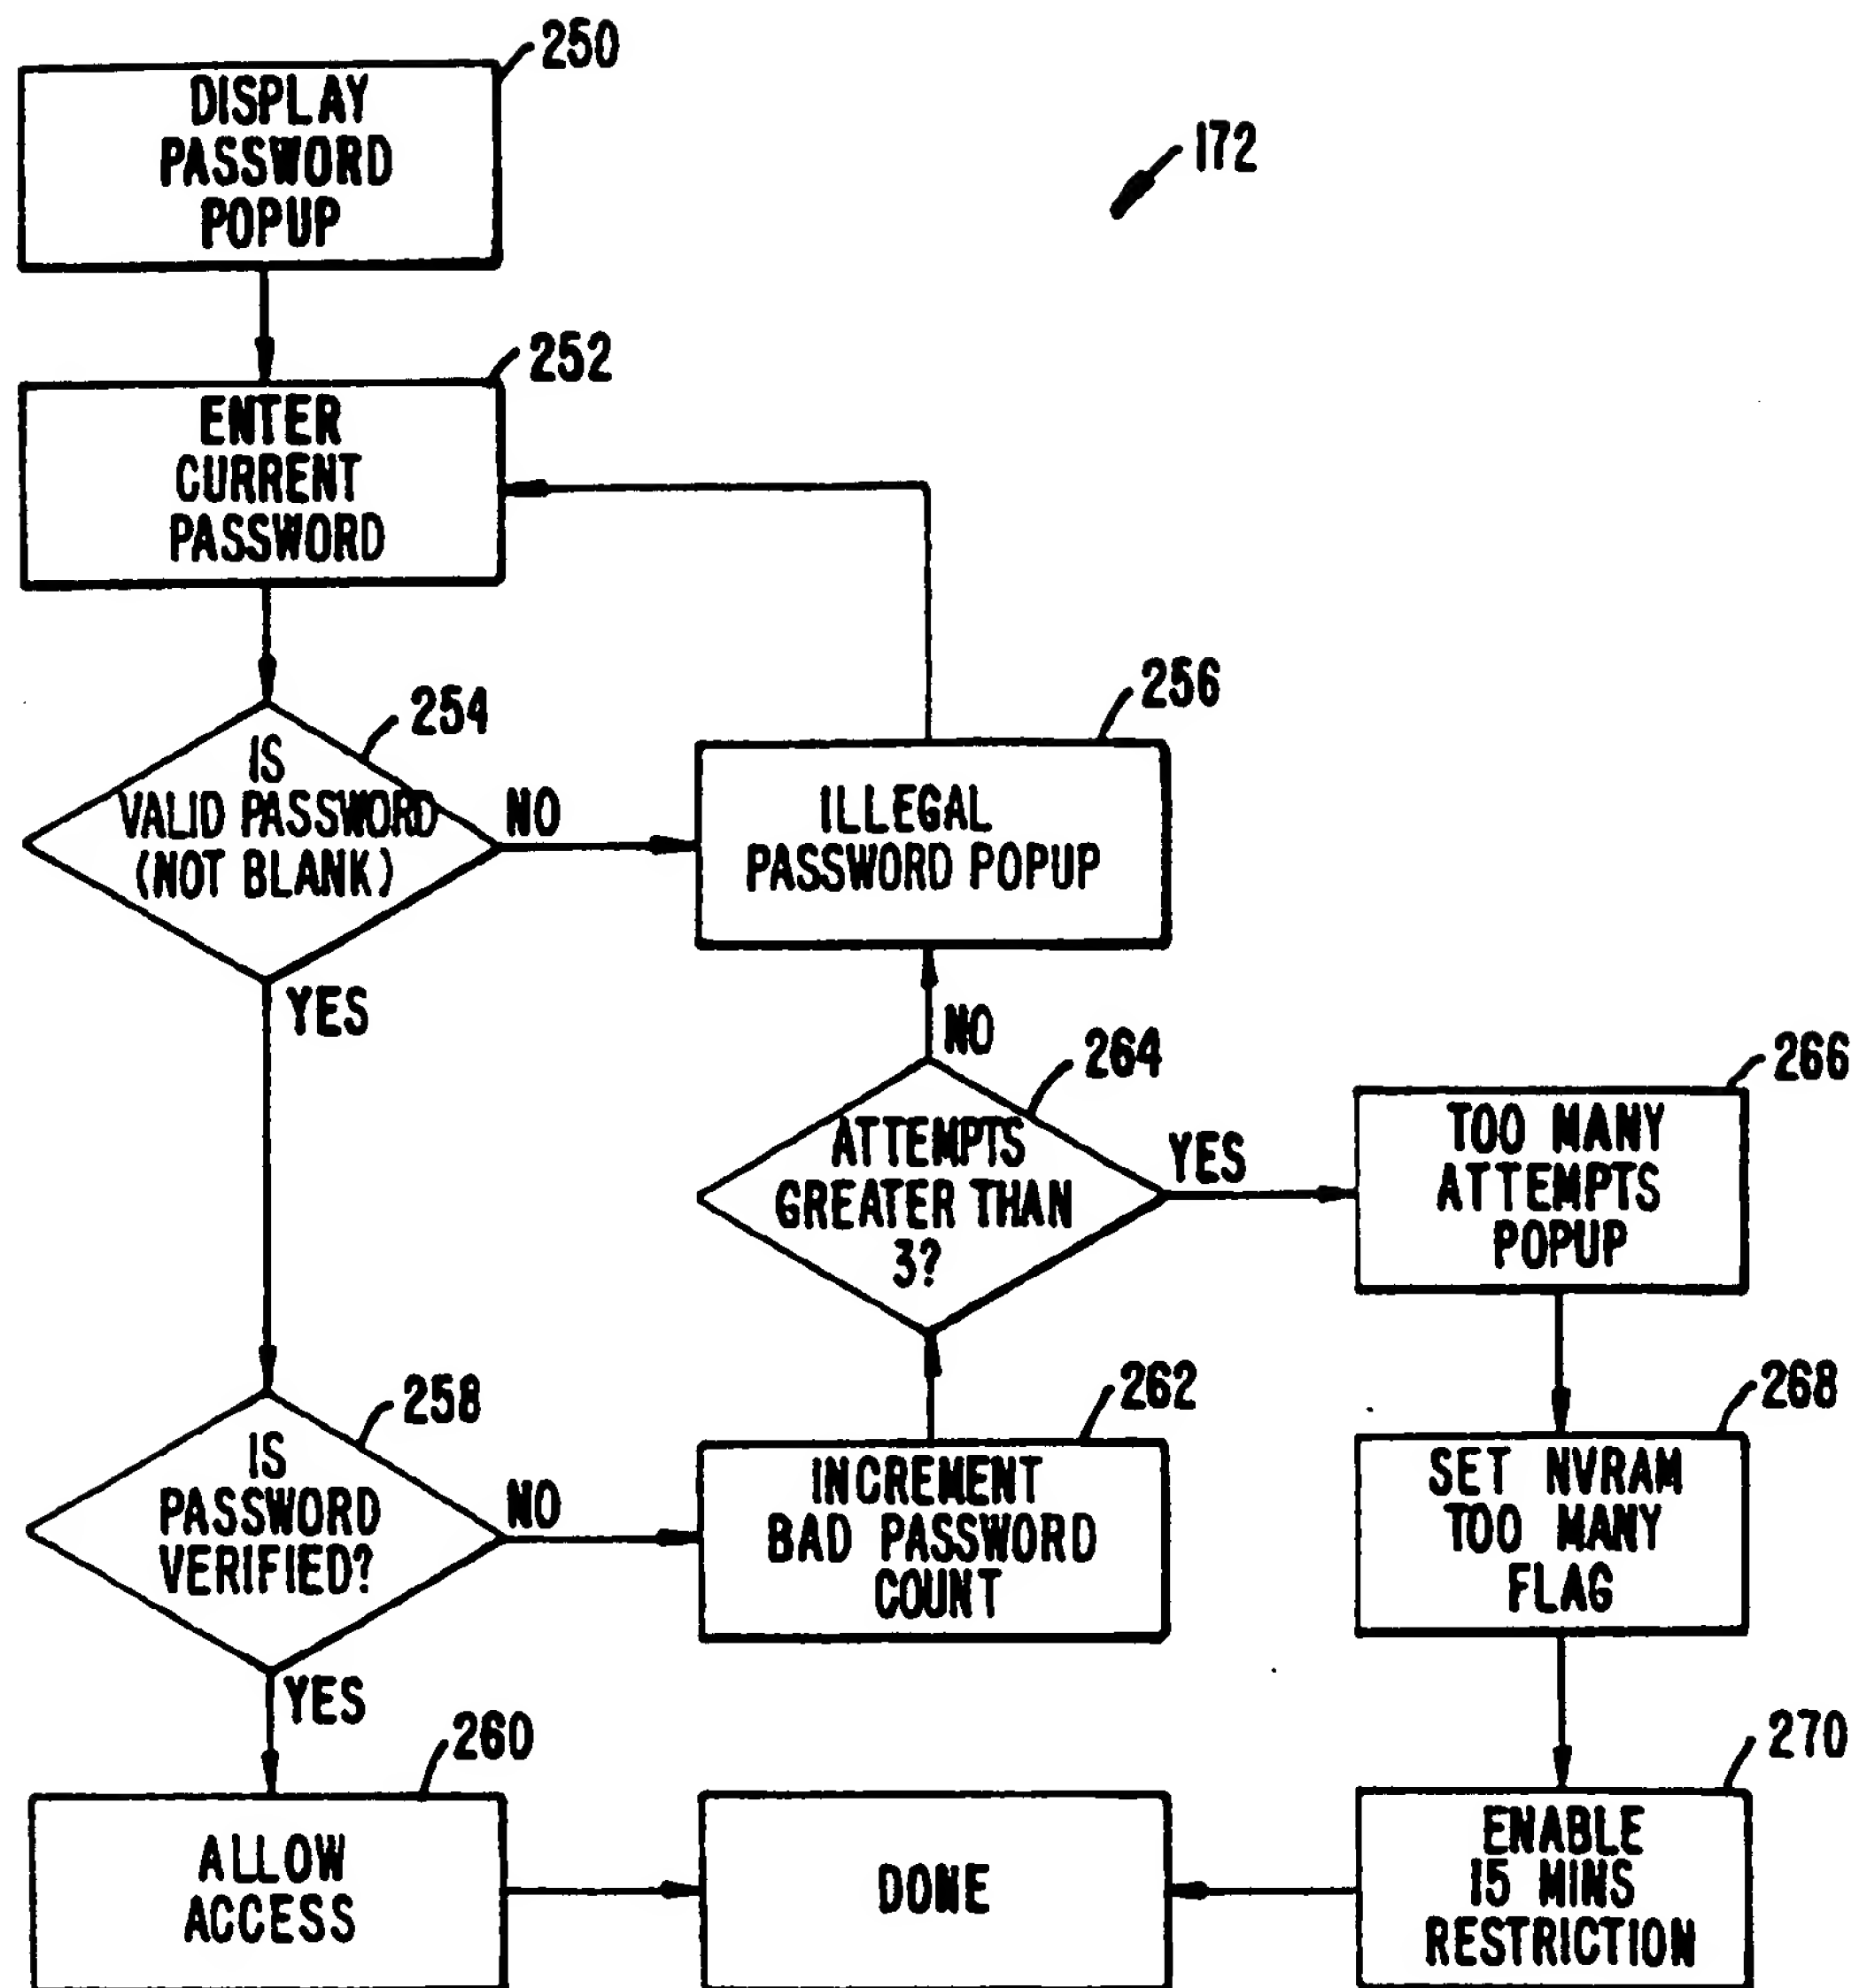 250
DISPLAY
PASSWORD
POPUP
172
252
ENTER
CURRENT
PASSWORD
254
IS
VALID PASSWORD
(NOT BLANK)
NO
YES
256
ILLEGAL
PASSWORD POPUP
NO
264
ATTEMPTS
GREATER THAN
3?
YES
266
TOO MANY
ATTEMPTS
POPUP
258
IS
PASSWORD
VERIFIED?
NO
YES
262
INCREMENT
BAD PASSWORD
COUNT
268
SET NVRAM
TOO MANY
FLAG
260
ALLOW
ACCESS
DONE
270
ENABLE
15 MINS
RESTRICTION